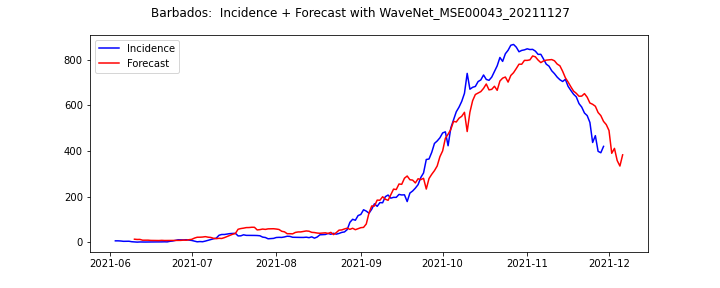 Barbados:  Incidence + Forecast with WaveNet_MSE00043_20211127
Incidence
Forecast
800
600
400
200
0
2021-06 2021-07 2021-08 2021-09 2021-10 2021-11 2021-12